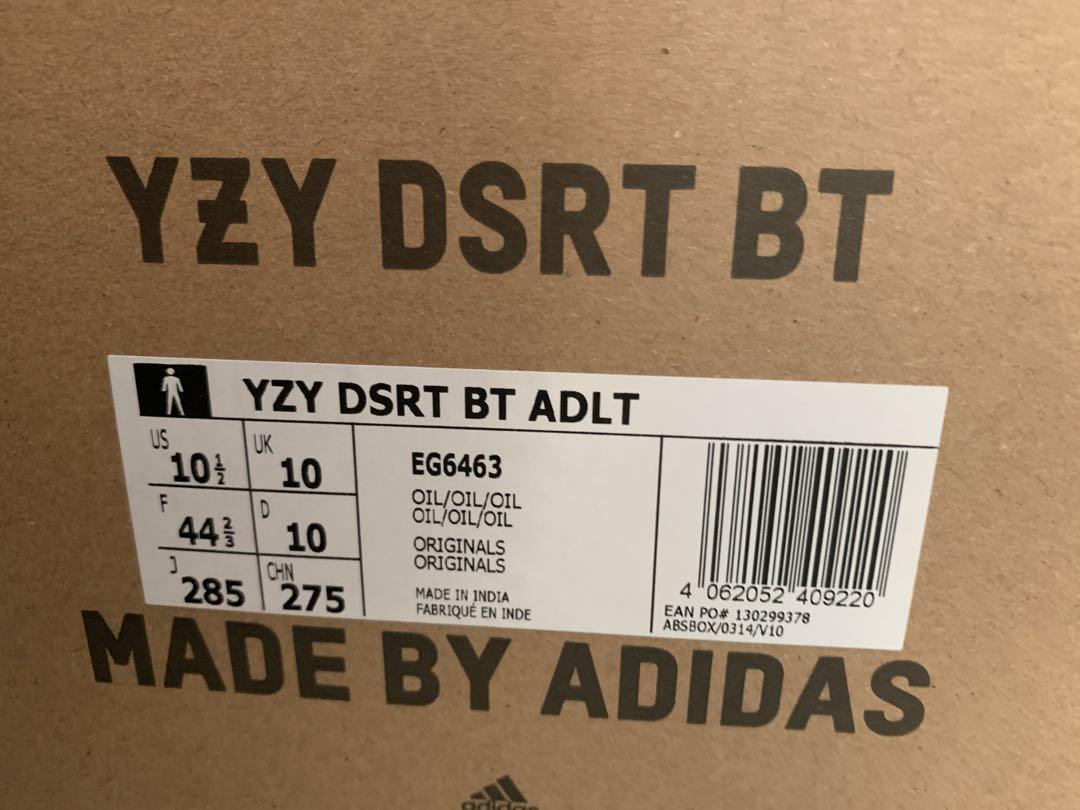 YZY DSRT BT
YZY DSRT BT ADLT
US 10½ UK 10
F 44⅔ D 10
J 285 CHN 275
EG6463
OIL/OIL/OIL
OIL/OIL/OIL
ORIGINALS
ORIGINALS
MADE IN INDIA
FABRIQUÉ EN INDE
4 062052 409220
EAN PO# 130299378
ABSBOX/0314/V10
MADE BY ADIDAS
adidas